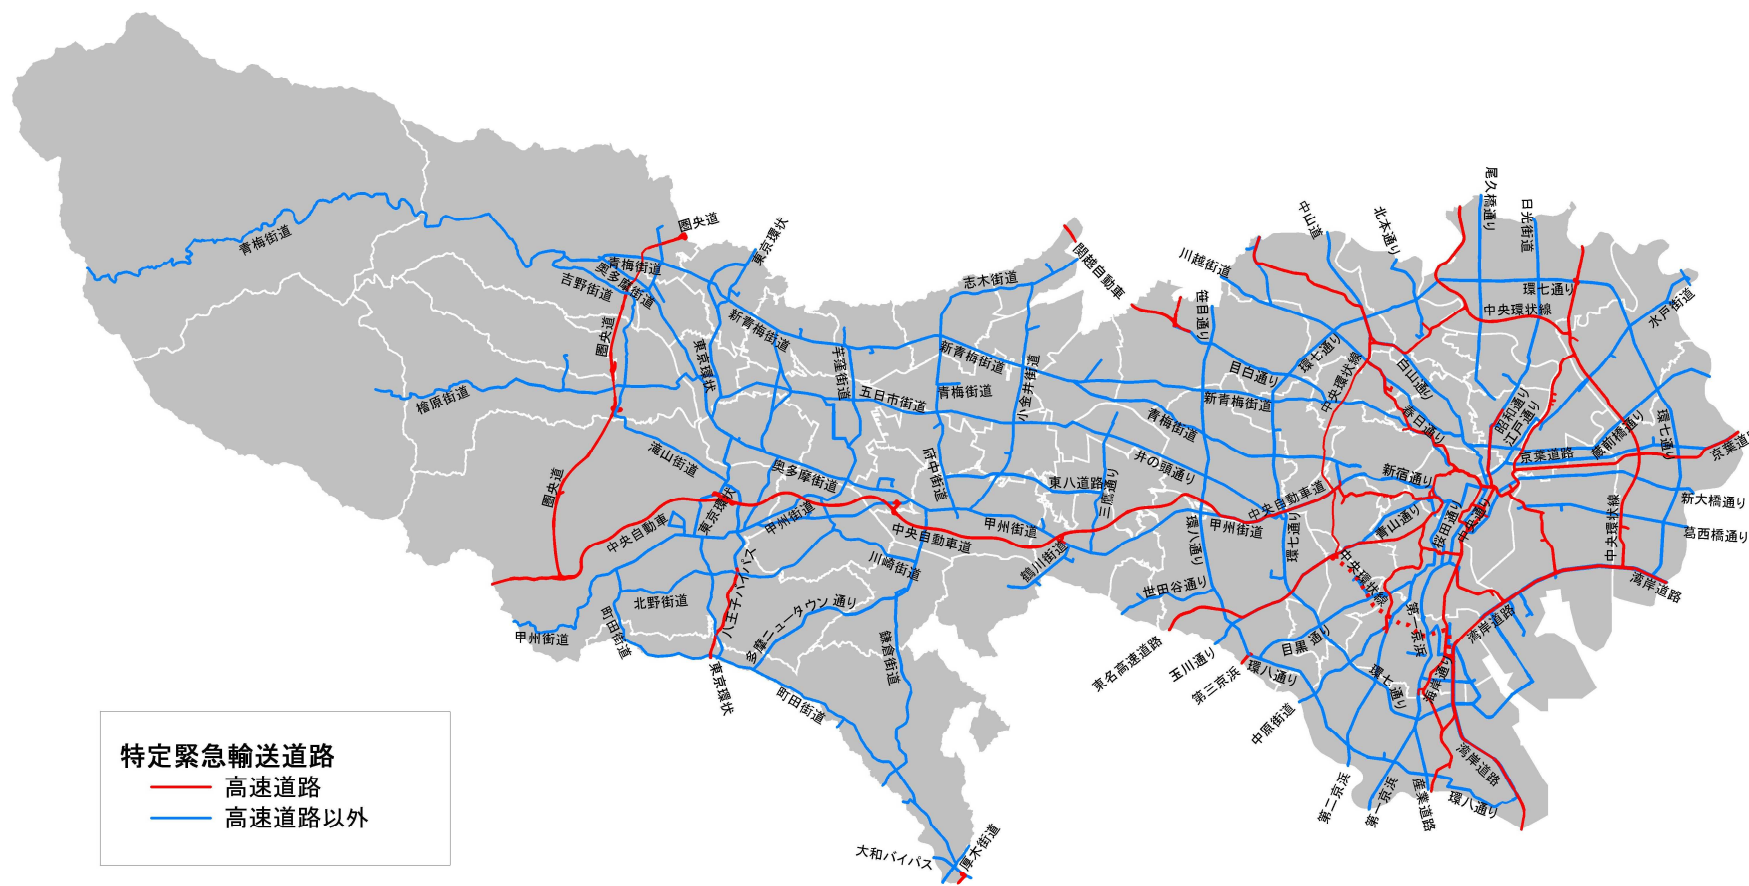 尾久橋通り
日光街道
中山道
北本通り
圏央道
東京環状
青梅街道
関越自動車
川越街道
青梅街道
奥多摩街道
吉野街道
志木街道
笹目通り
環七通り
中央環状線
水戸街道
新青梅街道
圏央道
東京環状
芋窪街道
新青梅街道
小金井街道
環七通り
目白通り
中央環状線
白山通り
檜原街道
五日市街道
青梅街道
新青梅街道
青梅街道
春日通り
昭和通り
江戸通り
蔵前橋通り
環七通り
京葉道路
京葉道
滝山街道
奥多摩街道
府中街道
井の頭通り
東八道路
三鷹通り
新宿通り
圏央道
東京環状
甲州街道
中央自動車
中央自動車道
甲州街道
中央自動車道
環八通り
甲州街道
環七通り
青山通り
桜田通り
中央通り
中央環状線
新大橋通り
葛西橋通り
川崎街道
鶴川街道
八王子バイパス
北野街道
町田街道
甲州街道
多摩ニュータウン通り
世田谷通り
中央環状線
湾岸道路
第一京浜
湾岸道路
目黒通り
鎌倉街道
東京環状
町田街道
東名高速道路
玉川通り
第三京浜
環八通り
環七通り
海岸通り
中原街道
湾岸道路
第二京浜
第一京浜
産業道路
環八通り
大和バイパス
厚木街道
特定緊急輸送道路
高速道路
高速道路以外